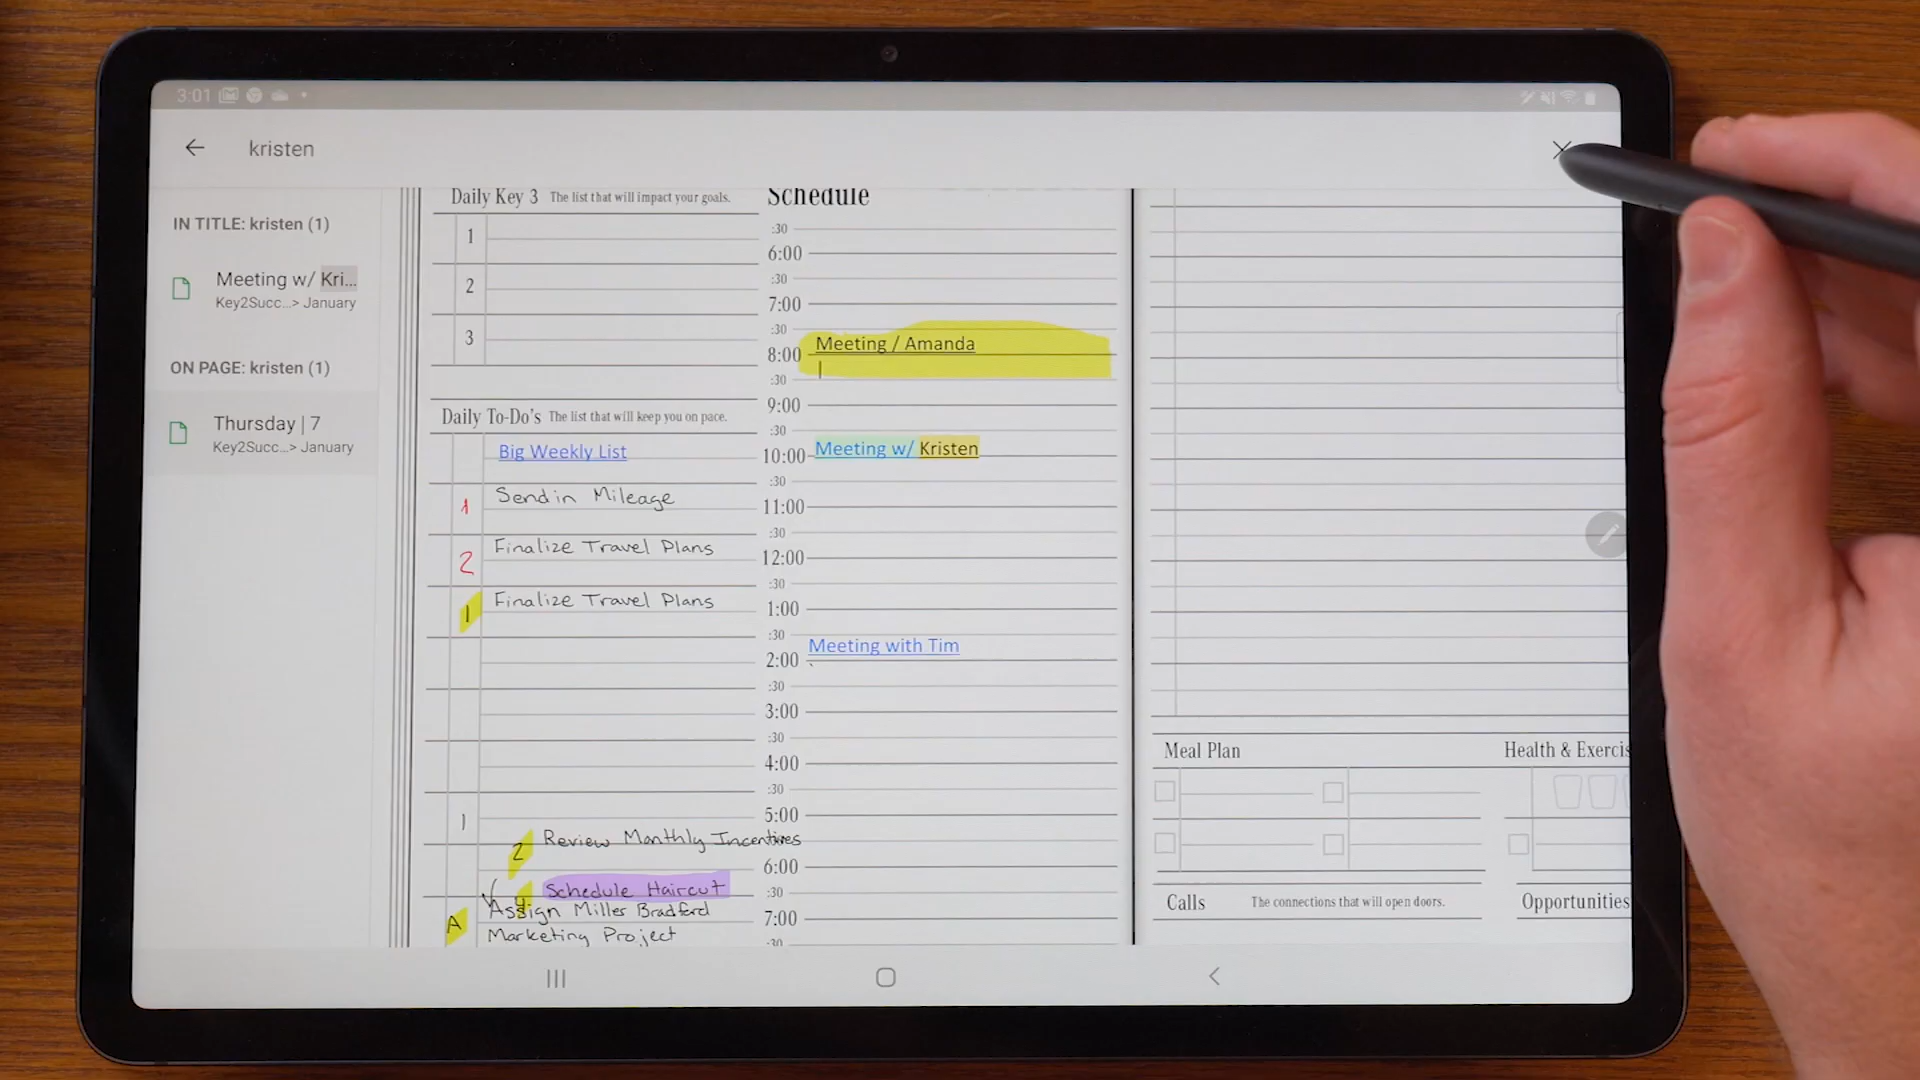 3:01
kristen
IN TITLE: kristen (1)
Meeting w/ Kri...
Key2Succ...> January
ON PAGE: kristen (1)
Thursday | 7
Key2Succ...> January
Daily Key 3 The list that will impact your goals.
1
2
3
Daily To-Do's The list that will keep you on pace.
Big Weekly List
1 Send in Mileage
2 Finalize Travel Plans
1 Finalize Travel Plans
1
2 Review Monthly Incentives
4 Schedule Haircut
A Assign Miller Bradford
Marketing Project
Schedule
:30
6:00
:30
7:00
:30
Meeting / Amanda
8:00
:30
9:00
:30
10:00 Meeting w/ Kristen
:30
11:00
:30
12:00
:30
1:00
:30
Meeting with Tim
2:00
:30
3:00
:30
4:00
:30
5:00
:30
6:00
:30
7:00
:30
Meal Plan
Health & Exercis
Calls The connections that will open doors.
Opportunities